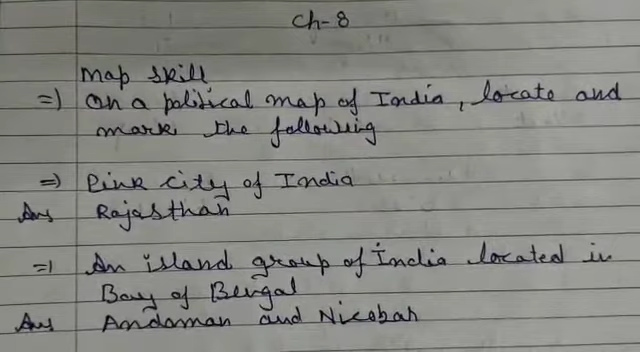 Ch-8
Map skill
=) On a political map of India, locate and
mark the following
=) Pink city of India
Ans Rajasthan
=) An island group of India located in
Bay of Bengal
Ans Andaman and Nicobar